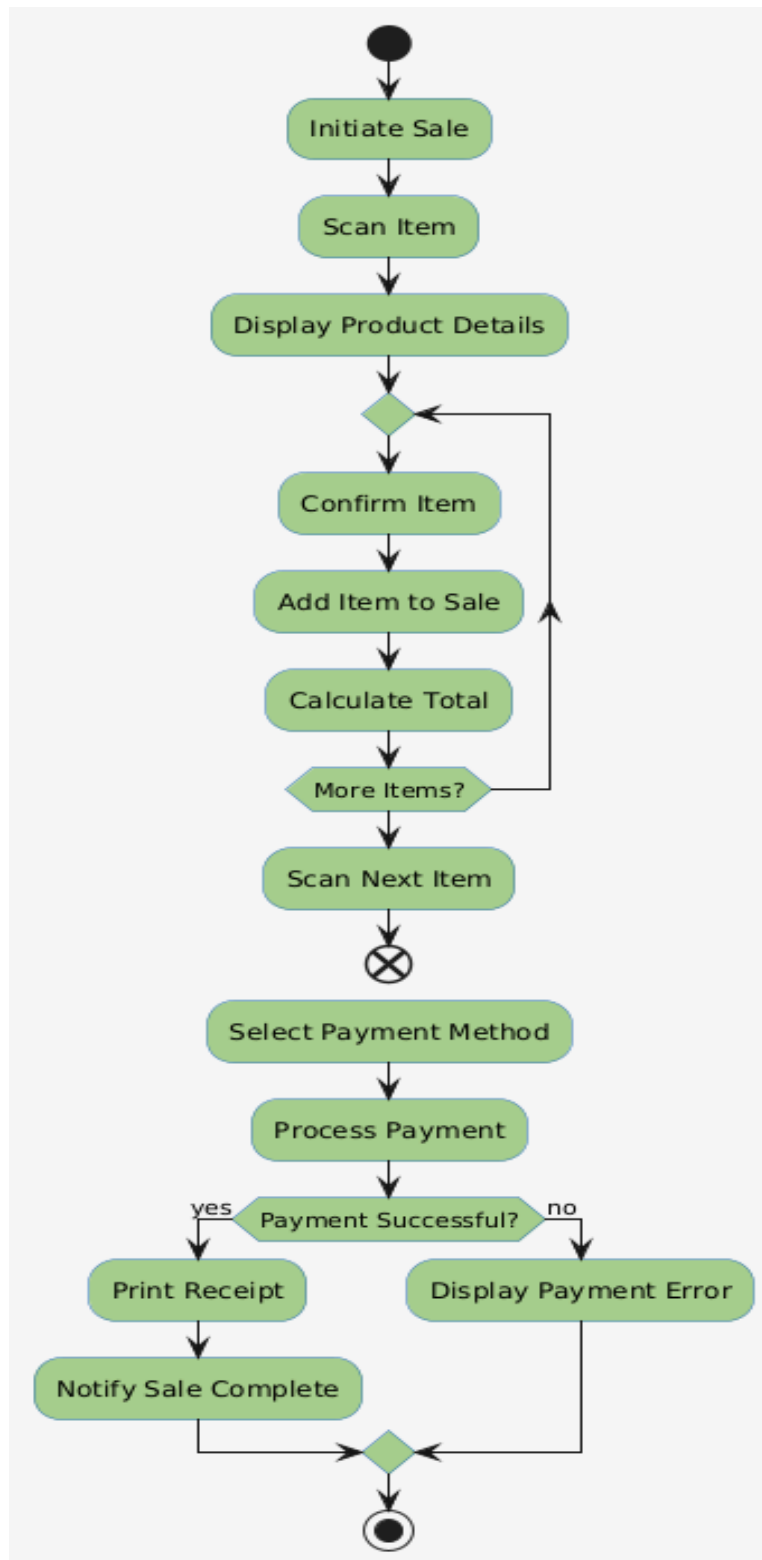 Initiate Sale
Scan Item
Display Product Details
Confirm Item
Add Item to Sale
Calculate Total
More Items?
Scan Next Item
Select Payment Method
Process Payment
yes
Payment Successful?
no
Print Receipt
Display Payment Error
Notify Sale Complete